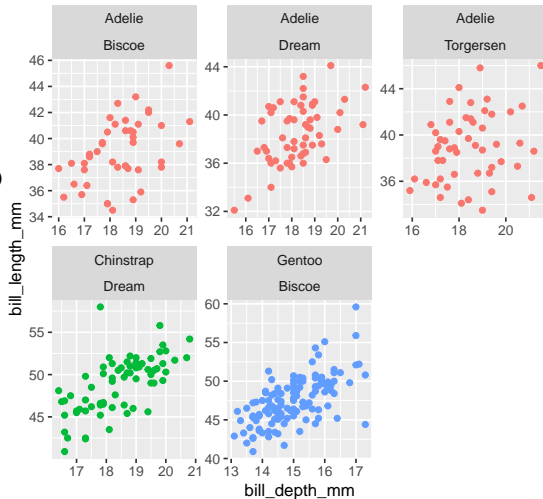 Adelie
Biscoe
Adelie
Dream
Adelie
Torgersen
46
44
42
40
38
36
34
16 17 18 19 20 21
44
40
36
32
16 17 18 19 20 21
44
40
36
16 18 20
bill_length_mm
Chinstrap
Dream
Gentoo
Biscoe
55
50
45
17 18 19 20 21
60
55
50
45
40
13 14 15 16 17
bill_depth_mm